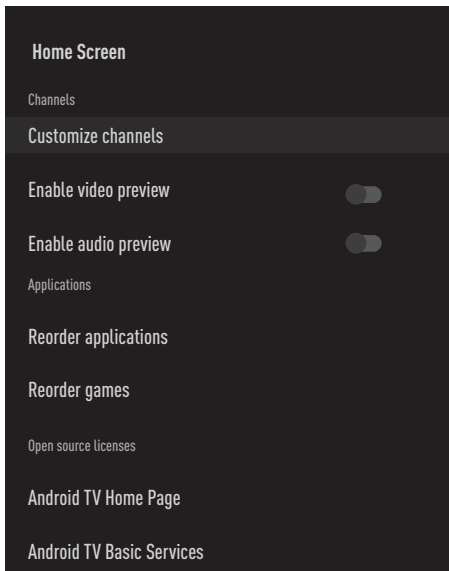 Home Screen
Channels
Customize channels
Enable video preview
Enable audio preview
Applications
Reorder applications
Reorder games
Open source licenses
Android TV Home Page
Android TV Basic Services